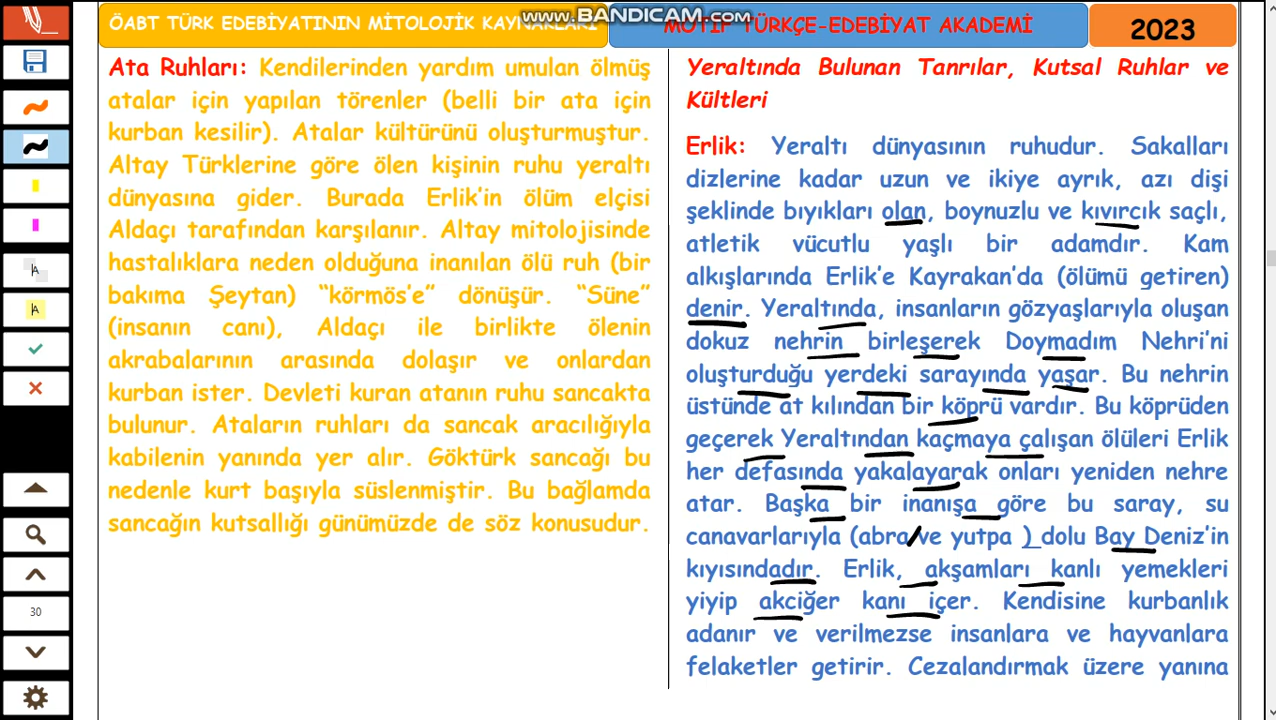 ÖABT TÜRK EDEBİYATININ MİTOLOJİK KAYNAKLARI
www.BANDICAM.com
MOTİF TÜRKÇE-EDEBİYAT AKADEMİ
2023
Ata Ruhları: Kendilerinden yardım umulan ölmüş
atalar için yapılan törenler (belli bir ata için
kurban kesilir). Atalar kültürünü oluşturmuştur.
Altay Türklerine göre ölen kişinin ruhu yeraltı
dünyasına gider. Burada Erlik’in ölüm elçisi
Aldaçı tarafından karşılanır. Altay mitolojisinde
hastalıklara neden olduğuna inanılan ölü ruh (bir
bakıma Şeytan) “körmös’e” dönüşür. “Süne”
(insanın canı), Aldaçı ile birlikte ölenin
akrabalarının arasında dolaşır ve onlardan
kurban ister. Devleti kuran atanın ruhu sancakta
bulunur. Ataların ruhları da sancak aracılığıyla
kabilenin yanında yer alır. Göktürk sancağı bu
nedenle kurt başıyla süslenmiştir. Bu bağlamda
sancağın kutsallığı günümüzde de söz konusudur.
Yeraltında Bulunan Tanrılar, Kutsal Ruhlar ve
Kültleri
Erlik: Yeraltı dünyasının ruhudur. Sakalları
dizlerine kadar uzun ve ikiye ayrık, azı dişi
şeklinde bıyıkları olan, boynuzlu ve kıvırcık saçlı,
atletik vücutlu yaşlı bir adamdır. Kam
alkışlarında Erlik’e Kayrakan’da (ölümü getiren)
denir. Yeraltında, insanların gözyaşlarıyla oluşan
dokuz nehrin birleşerek Doymadım Nehri’ni
oluşturduğu yerdeki sarayında yaşar. Bu nehrin
üstünde at kılından bir köprü vardır. Bu köprüden
geçerek Yeraltından kaçmaya çalışan ölüleri Erlik
her defasında yakalayarak onları yeniden nehre
atar. Başka bir inanışa göre bu saray, su
canavarlarıyla (abra ve yutpa ) dolu Bay Deniz’in
kıyısındadır. Erlik, akşamları kanlı yemekleri
yiyip akciğer kanı içer. Kendisine kurbanlık
adanır ve verilmezse insanlara ve hayvanlara
felaketler getirir. Cezalandırmak üzere yanına
30